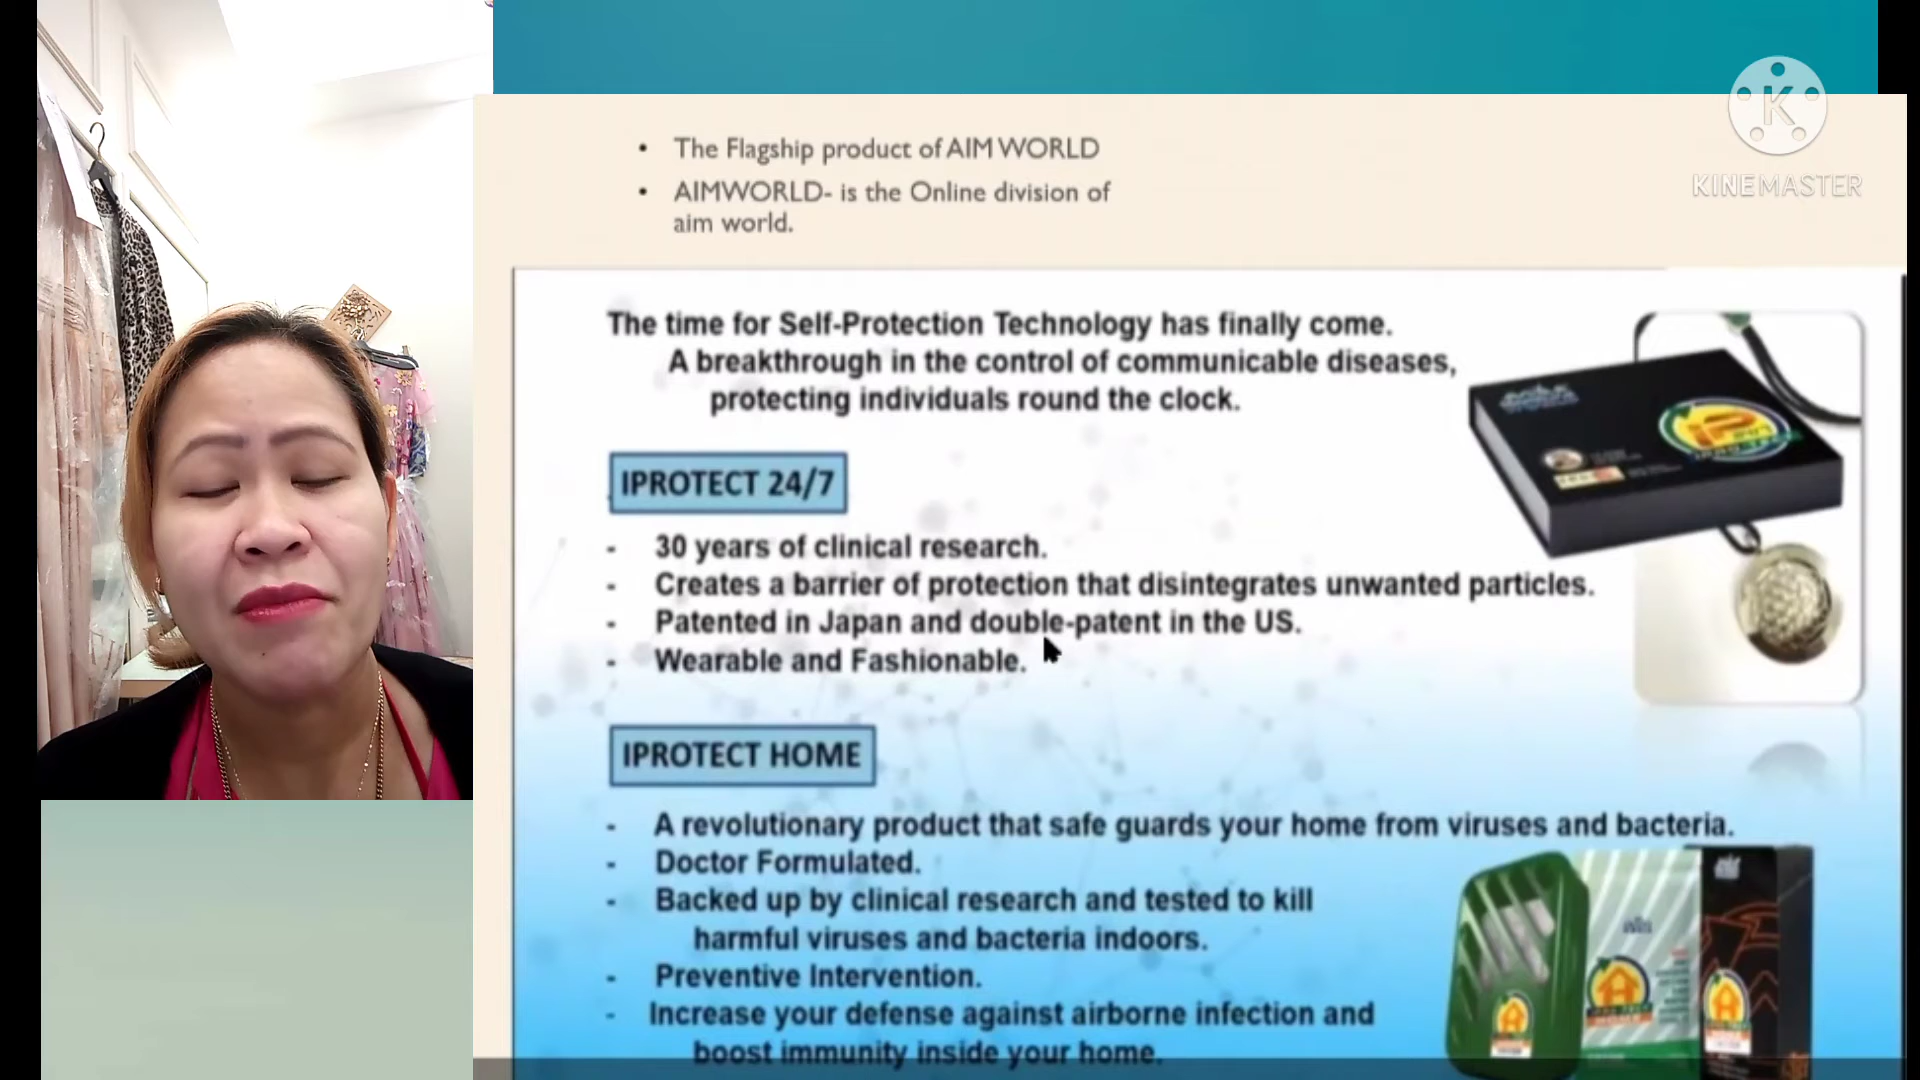 K
KINEMASTER
• The Flagship product of AIM WORLD
• AIMWORLD- is the Online division of
aim world.
The time for Self-Protection Technology has finally come.
A breakthrough in the control of communicable diseases,
protecting individuals round the clock.
IPROTECT 24/7
- 30 years of clinical research.
- Creates a barrier of protection that disintegrates unwanted particles.
- Patented in Japan and double-patent in the US.
- Wearable and Fashionable.
IPROTECT HOME
- A revolutionary product that safe guards your home from viruses and bacteria.
- Doctor Formulated.
- Backed up by clinical research and tested to kill
harmful viruses and bacteria indoors.
- Preventive Intervention.
- Increase your defense against airborne infection and
boost immunity inside your home.